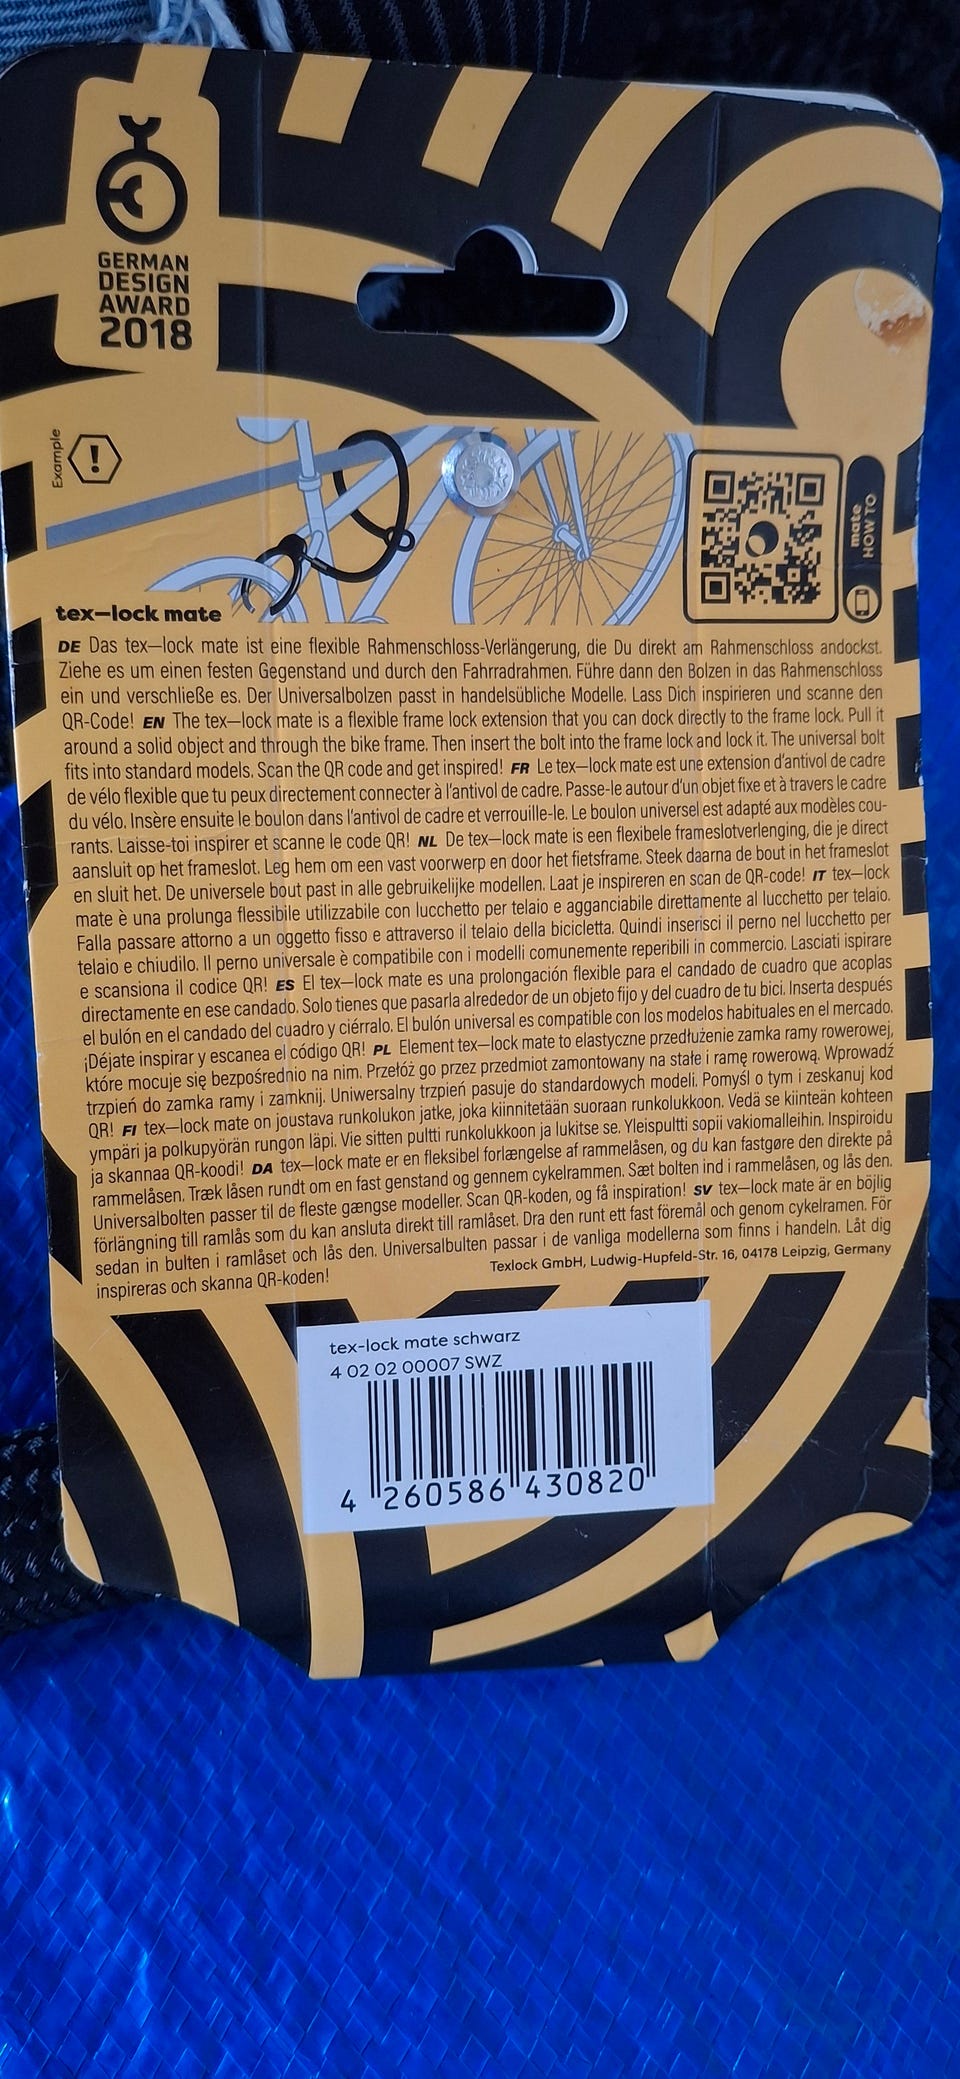 GERMAN
DESIGN
AWARD
2018
Example
!
mate
HOW TO
tex—lock mate
DE Das tex—lock mate ist eine flexible Rahmenschloss-Verlängerung, die Du direkt am Rahmenschloss andockst.
Ziehe es um einen festen Gegenstand und durch den Fahrradrahmen. Führe dann den Bolzen in das Rahmenschloss
ein und verschließe es. Der Universalbolzen passt in handelsübliche Modelle. Lass Dich inspirieren und scanne den
QR-Code! EN The tex—lock mate is a flexible frame lock extension that you can dock directly to the frame lock. Pull it
around a solid object and through the bike frame. Then insert the bolt into the frame lock and lock it. The universal bolt
fits into standard models. Scan the QR code and get inspired! FR Le tex—lock mate est une extension d'antivol de cadre
de vélo flexible que tu peux directement connecter à l'antivol de cadre. Passe-le autour d'un objet fixe et à travers le cadre
du vélo. Insère ensuite le boulon dans l'antivol de cadre et verrouille-le. Le boulon universel est adapté aux modèles cou-
rants. Laisse-toi inspirer et scanne le code QR! NL De tex—lock mate is een flexibele frameslotverlenging, die je direct
aansluit op het frameslot. Leg hem om een vast voorwerp en door het fietsframe. Steek daarna de bout in het frameslot
en sluit het. De universele bout past in alle gebruikelijke modellen. Laat je inspireren en scan de QR-code! IT tex—lock
mate è una prolunga flessibile utilizzabile con lucchetto per telaio e agganciabile direttamente al lucchetto per telaio.
Falla passare attorno a un oggetto fisso e attraverso il telaio della bicicletta. Quindi inserisci il perno nel lucchetto per
telaio e chiudilo. Il perno universale è compatibile con i modelli comunemente reperibili in commercio. Lasciati ispirare
e scansiona il codice QR! ES El tex—lock mate es una prolongación flexible para el candado de cuadro que acoplas
directamente en ese candado. Solo tienes que pasarla alrededor de un objeto fijo y del cuadro de tu bici. Inserta después
el bulón en el candado del cuadro y ciérralo. El bulón universal es compatible con los modelos habituales en el mercado.
¡Déjate inspirar y escanea el código QR! PL Element tex—lock mate to elastyczne przedłużenie zamka ramy rowerowej,
które mocuje się bezpośrednio na nim. Przełóż go przez przedmiot zamontowany na stałe i ramę rowerową. Wprowadź
trzpień do zamka ramy i zamknij. Uniwersalny trzpień pasuje do standardowych modeli. Pomyśl o tym i zeskanuj kod
QR! FI tex—lock mate on joustava runkolukon jatke, joka kiinnitetään suoraan runkolukkoon. Vedä se kiinteän kohteen
ympäri ja polkupyörän rungon läpi. Vie sitten pultti runkolukkoon ja lukitse se. Yleispultti sopii vakiomalleihin. Inspiroidu
ja skannaa QR-koodi! DA tex—lock mate er en fleksibel forlængelse af rammelåsen, og du kan fastgøre den direkte på
rammelåsen. Træk låsen rundt om en fast genstand og gennem cykelrammen. Sæt bolten ind i rammelåsen, og lås den.
Universalbolten passer til de fleste gængse modeller. Scan QR-koden, og få inspiration! SV tex—lock mate är en böjlig
förlängning till ramlås som du kan ansluta direkt till ramlåset. Dra den runt ett fast föremål och genom cykelramen. För
sedan in bulten i ramlåset och lås den. Universalbulten passar i de vanliga modellerna som finns i handeln. Låt dig
inspireras och skanna QR-koden!
Texlock GmbH, Ludwig-Hupfeld-Str. 16, 04178 Leipzig, Germany
tex-lock mate schwarz
4 02 02 00007 SWZ
4 260586 430820